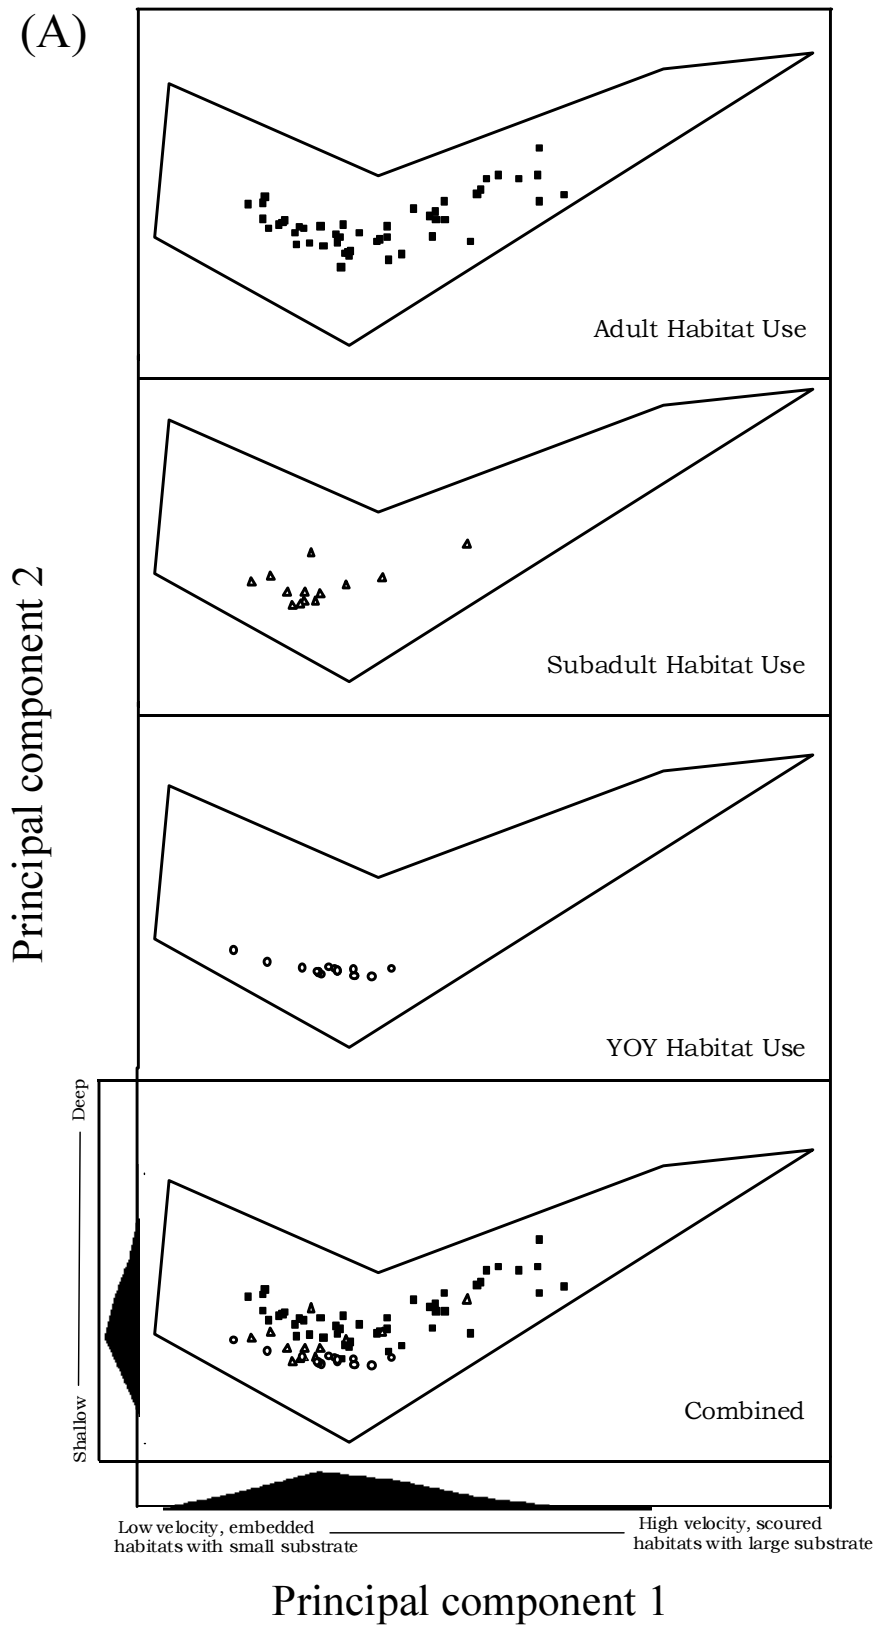 (A)
Adult Habitat Use
Subadult Habitat Use
YOY Habitat Use
Combined
Principal component 2
Deep
Shallow
Low velocity, embedded
habitats with small substrate
High velocity, scoured
habitats with large substrate
Principal component 1